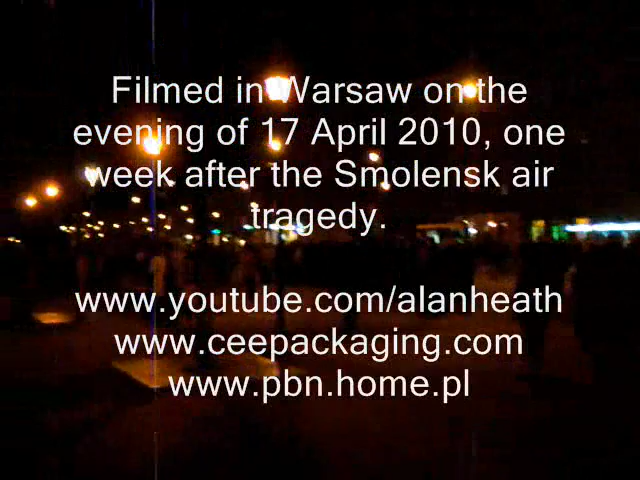 Filmed in Warsaw on the
evening of 17 April 2010, one
week after the Smolensk air
tragedy.
www.youtube.com/alanheath
www.ceepackaging.com
www.pbn.home.pl